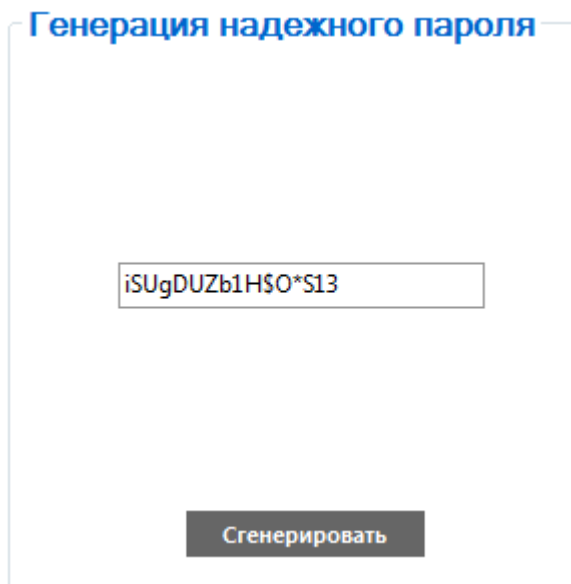 Генерация надежного пароля
iSUgDUZb1H$O*S13
Сгенерировать